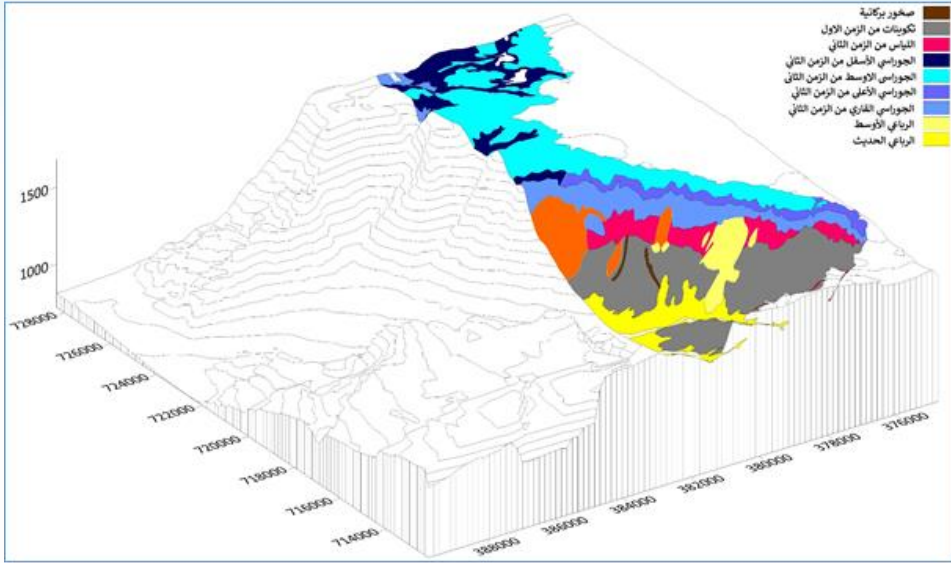 صخور بركانية
تكوينات من الزمن الاول
اللياس من الزمن الثاني
الجوراسي الأسفل من الزمن الثاني
الجوراسي الاوسط من الزمن الثاني
الجوراسي الأعلى من الزمن الثاني
الجوراسي القاري من الزمن الثاني
الرباعي الأوسط
الرباعي الحديث
1500
1000
728000
726000
724000
722000
720000
718000
716000
714000
388000
386000
384000
382000
380000
378000
376000